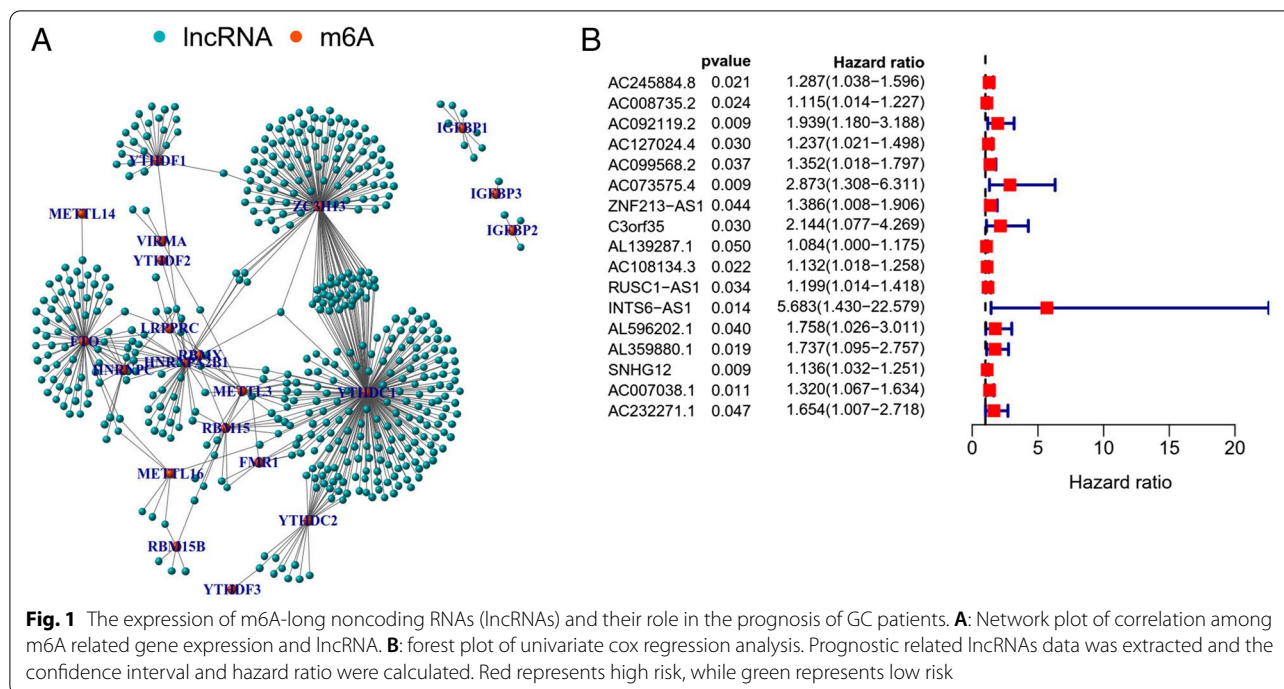 A
lncRNA m6A
YTHDF1
IGFBP1
ZC3H13
IGFBP3
METTL14
IGFBP2
VIRMA
YTHDF2
LRPPRC
FTO
RBMX
HNRNPA2B1
HNRNPC
METTL3
YTHDC1
RBM15
FMR1
METTL16
YTHDC2
RBM15B
YTHDF3
B
pvalue Hazard ratio
AC245884.8 0.021 1.287(1.038−1.596)
AC008735.2 0.024 1.115(1.014−1.227)
AC092119.2 0.009 1.939(1.180−3.188)
AC127024.4 0.030 1.237(1.021−1.498)
AC099568.2 0.037 1.352(1.018−1.797)
AC073575.4 0.009 2.873(1.308−6.311)
ZNF213−AS1 0.044 1.386(1.008−1.906)
C3orf35 0.030 2.144(1.077−4.269)
AL139287.1 0.050 1.084(1.000−1.175)
AC108134.3 0.022 1.132(1.018−1.258)
RUSC1−AS1 0.034 1.199(1.014−1.418)
INTS6−AS1 0.014 5.683(1.430−22.579)
AL596202.1 0.040 1.758(1.026−3.011)
AL359880.1 0.019 1.737(1.095−2.757)
SNHG12 0.009 1.136(1.032−1.251)
AC007038.1 0.011 1.320(1.067−1.634)
AC232271.1 0.047 1.654(1.007−2.718)
0 5 10 15 20
Hazard ratio
Fig. 1 The expression of m6A-long noncoding RNAs (lncRNAs) and their role in the prognosis of GC patients. A: Network plot of correlation among
m6A related gene expression and lncRNA. B: forest plot of univariate cox regression analysis. Prognostic related lncRNAs data was extracted and the
confidence interval and hazard ratio were calculated. Red represents high risk, while green represents low risk